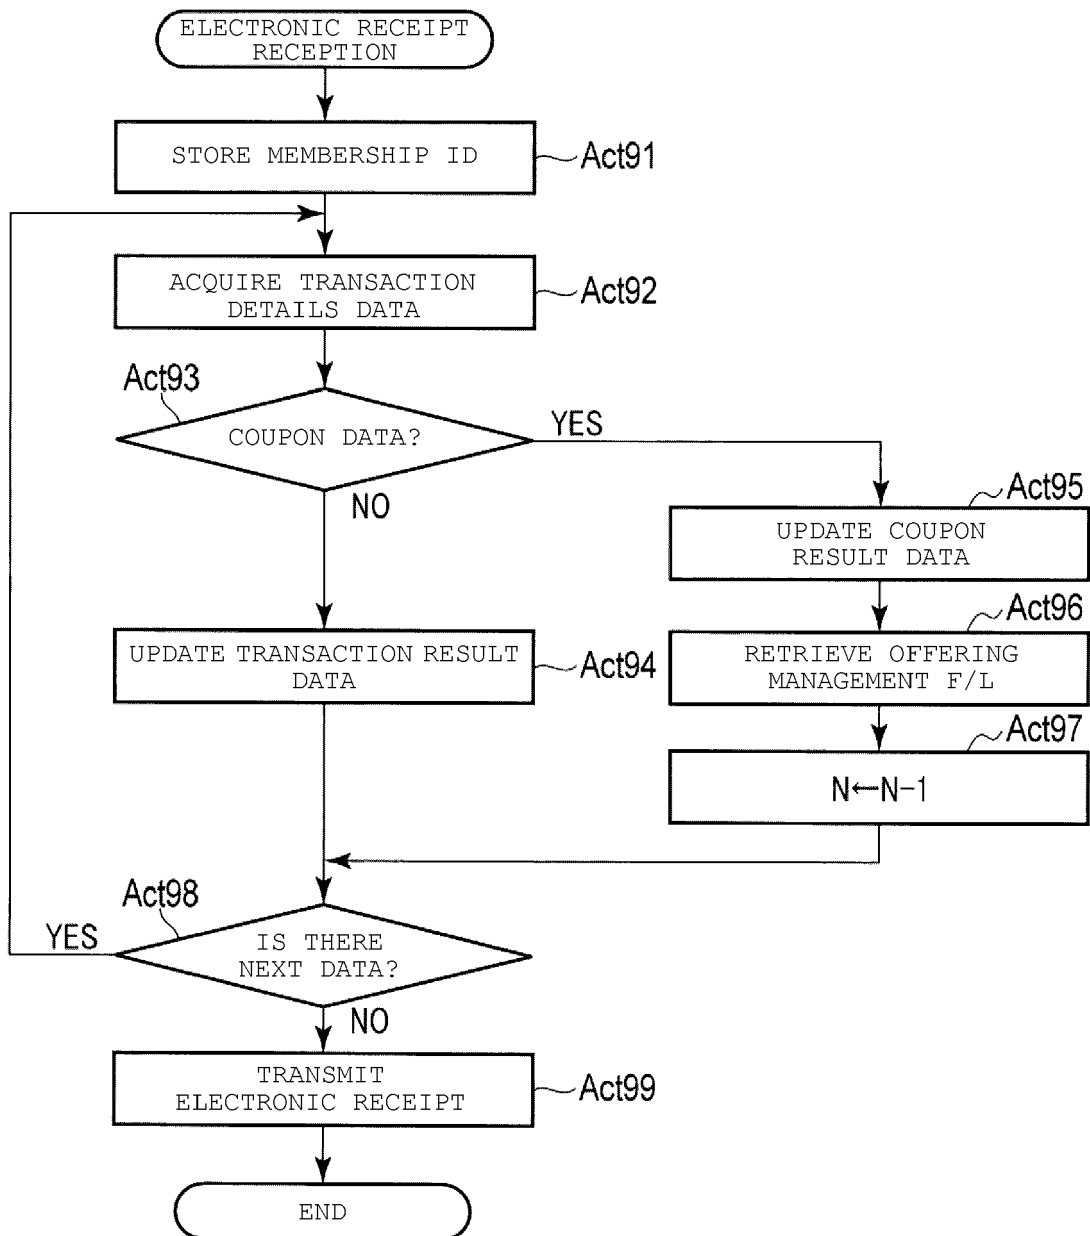 ELECTRONIC RECEIPT
RECEPTION
STORE MEMBERSHIP ID
Act91
ACQUIRE TRANSACTION
DETAILS DATA
Act92
Act93
COUPON DATA?
YES
NO
Act95
UPDATE COUPON
RESULT DATA
Act96
RETRIEVE OFFERING
MANAGEMENT F/L
UPDATE TRANSACTION RESULT
DATA
Act94
Act97
N←N-1
Act98
YES
IS THERE
NEXT DATA?
NO
TRANSMIT
ELECTRONIC RECEIPT
Act99
END